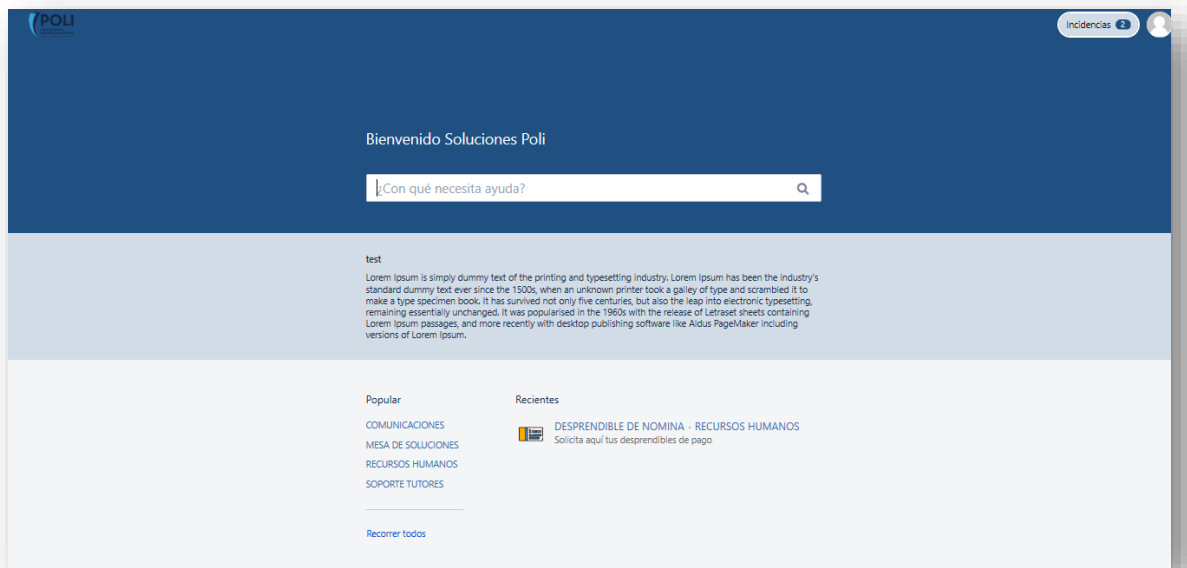 POLI
Incidencias 2
Bienvenido Soluciones Poli
¿Con qué necesita ayuda?
test
Lorem Ipsum is simply dummy text of the printing and typesetting industry. Lorem Ipsum has been the industry's
standard dummy text ever since the 1500s, when an unknown printer took a galley of type and scrambled it to
make a type specimen book. It has survived not only five centuries, but also the leap into electronic typesetting,
remaining essentially unchanged. It was popularised in the 1960s with the release of Letraset sheets containing
Lorem Ipsum passages, and more recently with desktop publishing software like Aldus PageMaker including
versions of Lorem Ipsum.
Popular
COMUNICACIONES
MESA DE SOLUCIONES
RECURSOS HUMANOS
SOPORTE TUTORES
Recorrer todos
Recientes
DESPRENDIBLE DE NOMINA · RECURSOS HUMANOS
Solicita aquí tus desprendibles de pago